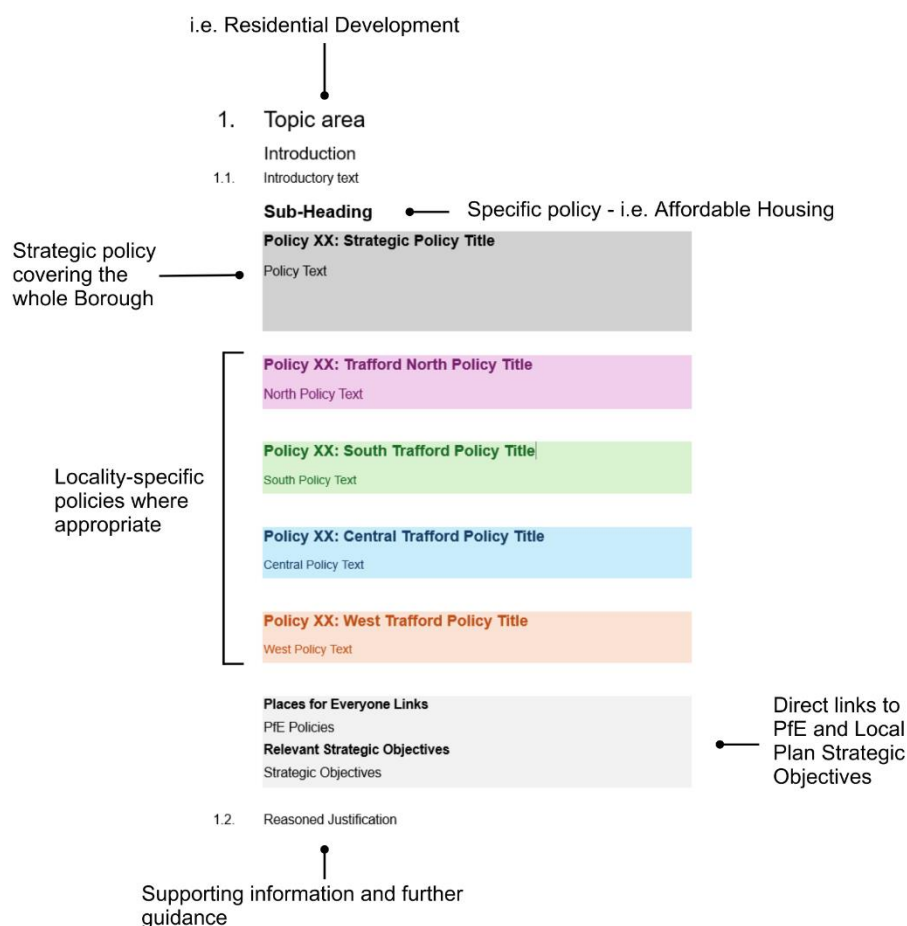 i.e. Residential Development
1. Topic area
Introduction
1.1. Introductory text
Sub-Heading
Specific policy - i.e. Affordable Housing
Strategic policy
covering the
whole Borough
Policy XX: Strategic Policy Title
Policy Text
Locality-specific
policies where
appropriate
Policy XX: Trafford North Policy Title
North Policy Text
Policy XX: South Trafford Policy Title
South Policy Text
Policy XX: Central Trafford Policy Title
Central Policy Text
Policy XX: West Trafford Policy Title
West Policy Text
Places for Everyone Links
PfE Policies
Relevant Strategic Objectives
Strategic Objectives
Direct links to
PfE and Local
Plan Strategic
Objectives
1.2. Reasoned Justification
Supporting information and further
guidance